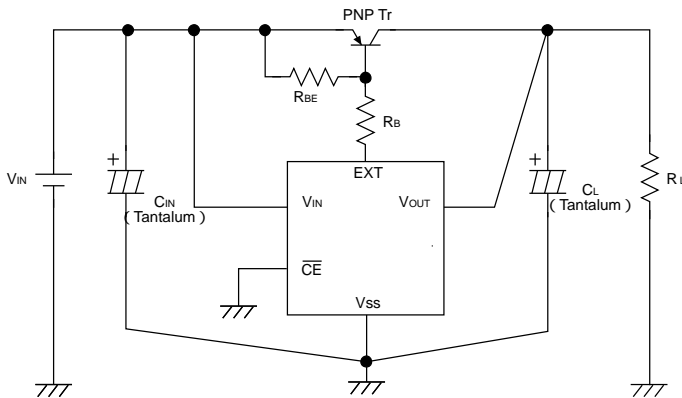 PNP Tr
RBE
RB
EXT
+
+
VIN
CIN
( Tantalum )
VIN
VOUT
CL
( Tantalum )
RL
CE
Vss